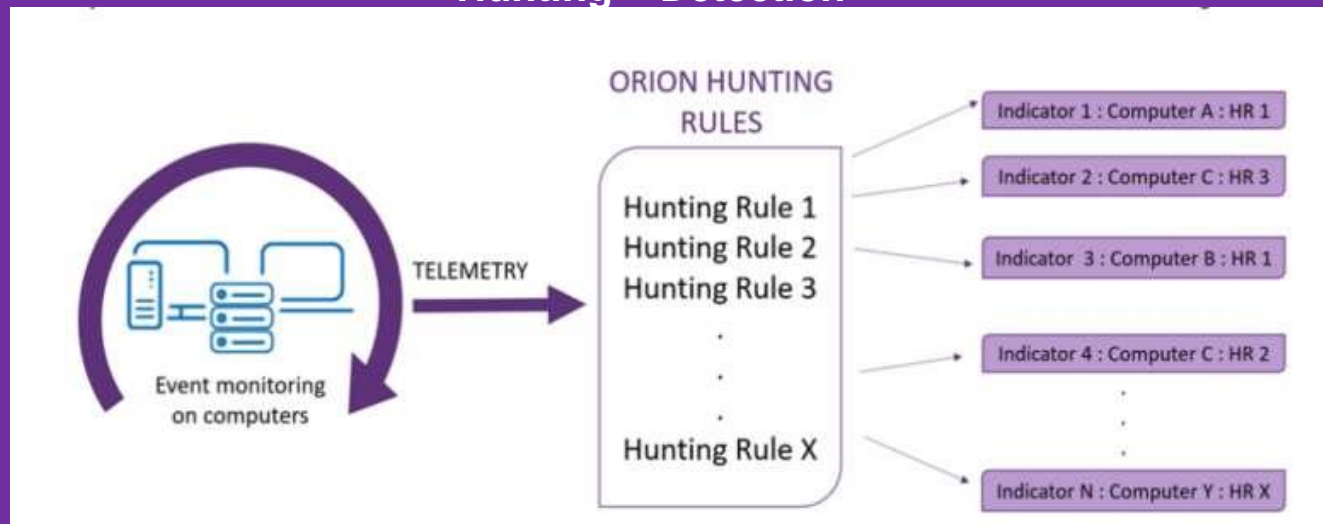 ORION HUNTING
RULES
Hunting Rule 1
Hunting Rule 2
Hunting Rule 3
.
.
.
Hunting Rule X
TELEMETRY
Event monitoring
on computers
Indicator 1 : Computer A : HR 1
Indicator 2 : Computer C : HR 3
Indicator 3 : Computer B : HR 1
Indicator 4 : Computer C : HR 2
.
.
.
Indicator N : Computer Y : HR X